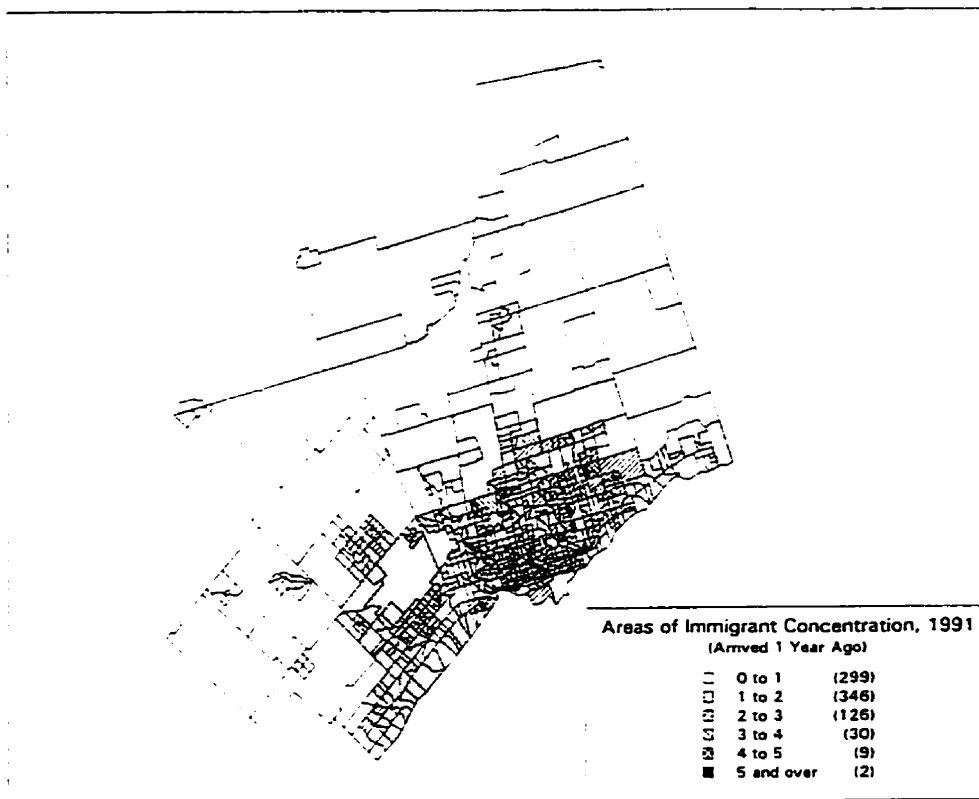 Areas of Immigrant Concentration, 1991
(Arrived 1 Year Ago)
0 to 1 (299)
1 to 2 (346)
2 to 3 (126)
3 to 4 (30)
4 to 5 (9)
5 and over (2)